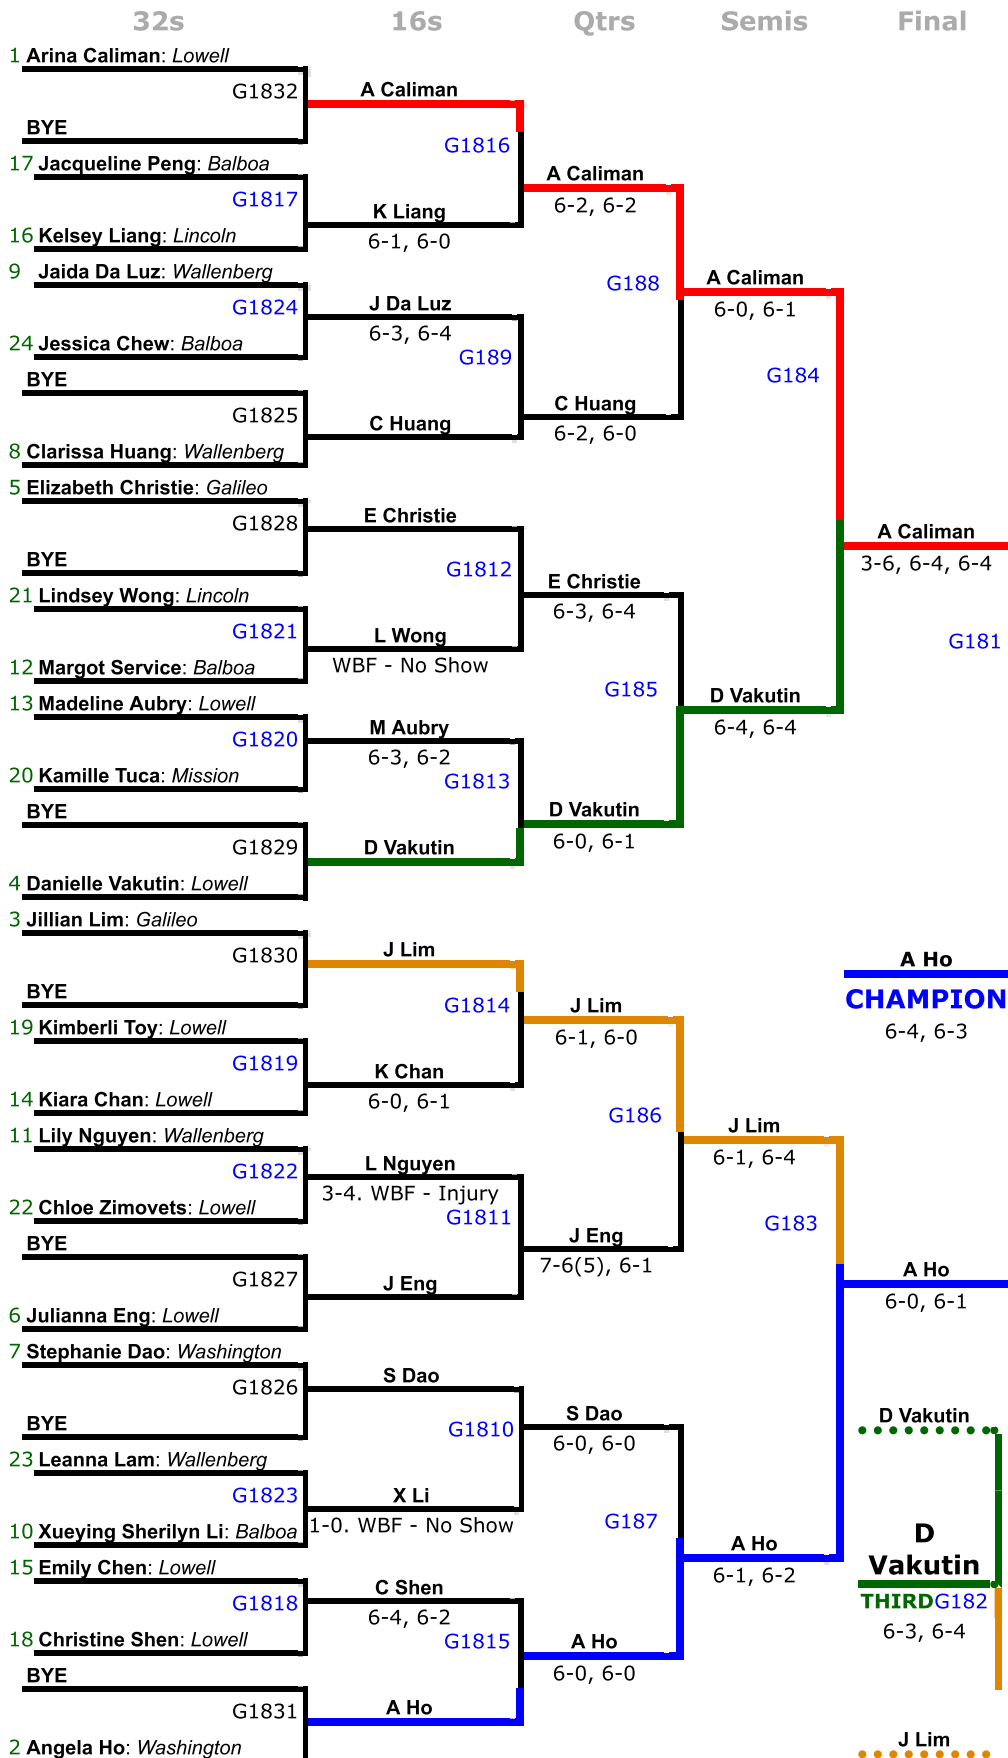 32s
16s
Qtrs
Semis
Final
1 Arina Caliman: Lowell
G1832
BYE
17 Jacqueline Peng: Balboa
G1817
16 Kelsey Liang: Lincoln
9 Jaida Da Luz: Wallenberg
G1824
24 Jessica Chew: Balboa
BYE
G1825
8 Clarissa Huang: Wallenberg
5 Elizabeth Christie: Galileo
G1828
BYE
21 Lindsey Wong: Lincoln
G1821
12 Margot Service: Balboa
13 Madeline Aubry: Lowell
G1820
20 Kamille Tuca: Mission
BYE
G1829
4 Danielle Vakutin: Lowell
3 Jillian Lim: Galileo
G1830
BYE
19 Kimberli Toy: Lowell
G1819
14 Kiara Chan: Lowell
11 Lily Nguyen: Wallenberg
G1822
22 Chloe Zimovets: Lowell
BYE
G1827
6 Julianna Eng: Lowell
7 Stephanie Dao: Washington
G1826
BYE
23 Leanna Lam: Wallenberg
G1823
10 Xueying Sherilyn Li: Balboa
15 Emily Chen: Lowell
G1818
18 Christine Shen: Lowell
BYE
G1831
2 Angela Ho: Washington
A Caliman
G1816
K Liang
6-1, 6-0
J Da Luz
6-3, 6-4
G189
C Huang
E Christie
G1812
L Wong
WBF - No Show
M Aubry
6-3, 6-2
G1813
D Vakutin
J Lim
G1814
K Chan
6-0, 6-1
L Nguyen
3-4. WBF - Injury
G1811
J Eng
S Dao
G1810
X Li
1-0. WBF - No Show
C Shen
6-4, 6-2
G1815
A Ho
A Caliman
6-2, 6-2
G188
C Huang
6-2, 6-0
E Christie
6-3, 6-4
G185
D Vakutin
6-0, 6-1
J Lim
6-1, 6-0
G186
J Eng
7-6(5), 6-1
S Dao
6-0, 6-0
G187
A Ho
6-0, 6-0
A Caliman
6-0, 6-1
G184
D Vakutin
6-4, 6-4
J Lim
6-1, 6-4
G183
A Ho
6-1, 6-2
A Caliman
3-6, 6-4, 6-4
G181
A Ho
CHAMPION
6-4, 6-3
A Ho
6-0, 6-1
D Vakutin
D
Vakutin
THIRD G182
6-3, 6-4
J Lim